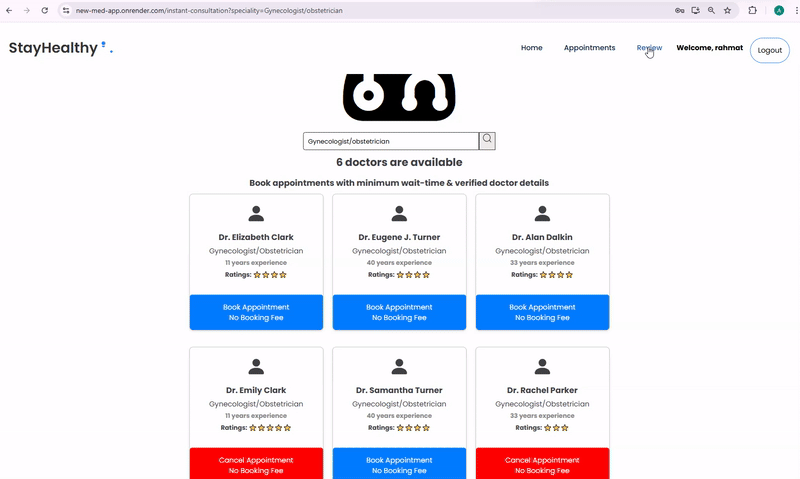 new-med-app.onrender.com/instant-consultation?speciality=Gynecologist/obstetrician
A
StayHealthy
Home Appointments Review Welcome, rahmat Logout
Gynecologist/obstetrician
6 doctors are available
Book appointments with minimum wait-time & verified doctor details
Dr. Elizabeth Clark
Gynecologist/Obstetrician
11 years experience
Ratings:
Book Appointment
No Booking Fee
Dr. Eugene J. Turner
Gynecologist/Obstetrician
40 years experience
Ratings:
Book Appointment
No Booking Fee
Dr. Alan Dalkin
Gynecologist/Obstetrician
33 years experience
Ratings:
Book Appointment
No Booking Fee
Dr. Emily Clark
Gynecologist/Obstetrician
11 years experience
Ratings:
Cancel Appointment
No Booking Fee
Dr. Samantha Turner
Gynecologist/Obstetrician
40 years experience
Ratings:
Book Appointment
No Booking Fee
Dr. Rachel Parker
Gynecologist/Obstetrician
33 years experience
Ratings:
Cancel Appointment
No Booking Fee